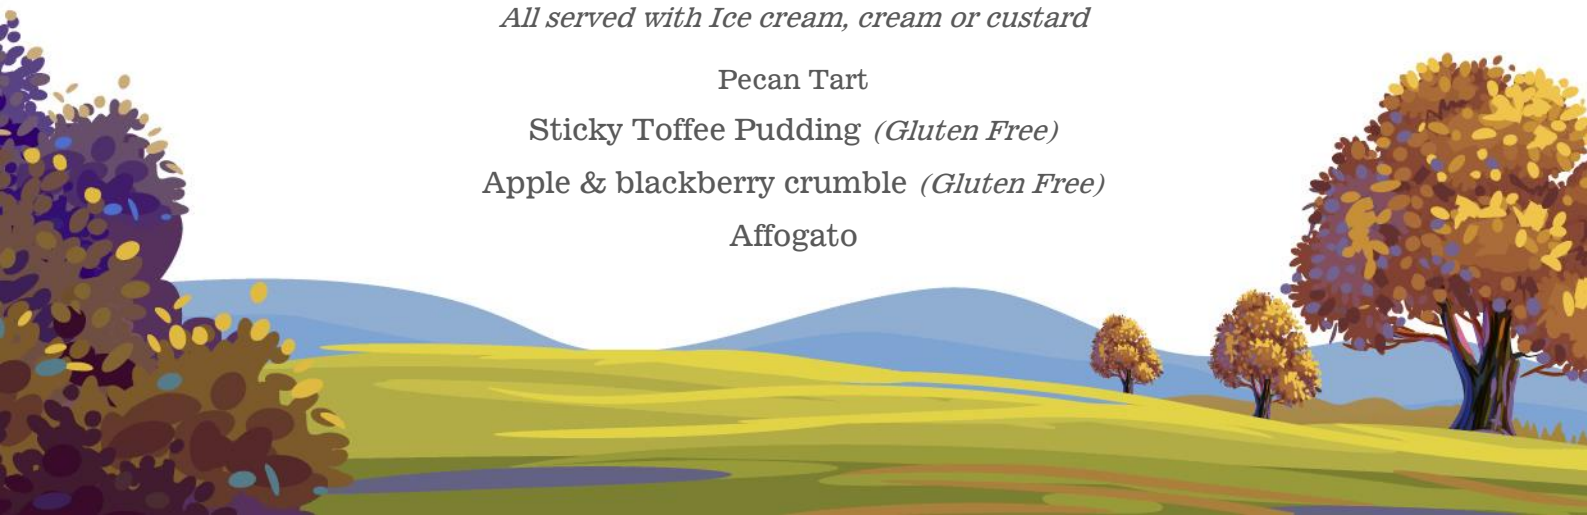 All served with Ice cream, cream or custard
Pecan Tart
Sticky Toffee Pudding (Gluten Free)
Apple & blackberry crumble (Gluten Free)
Affogato